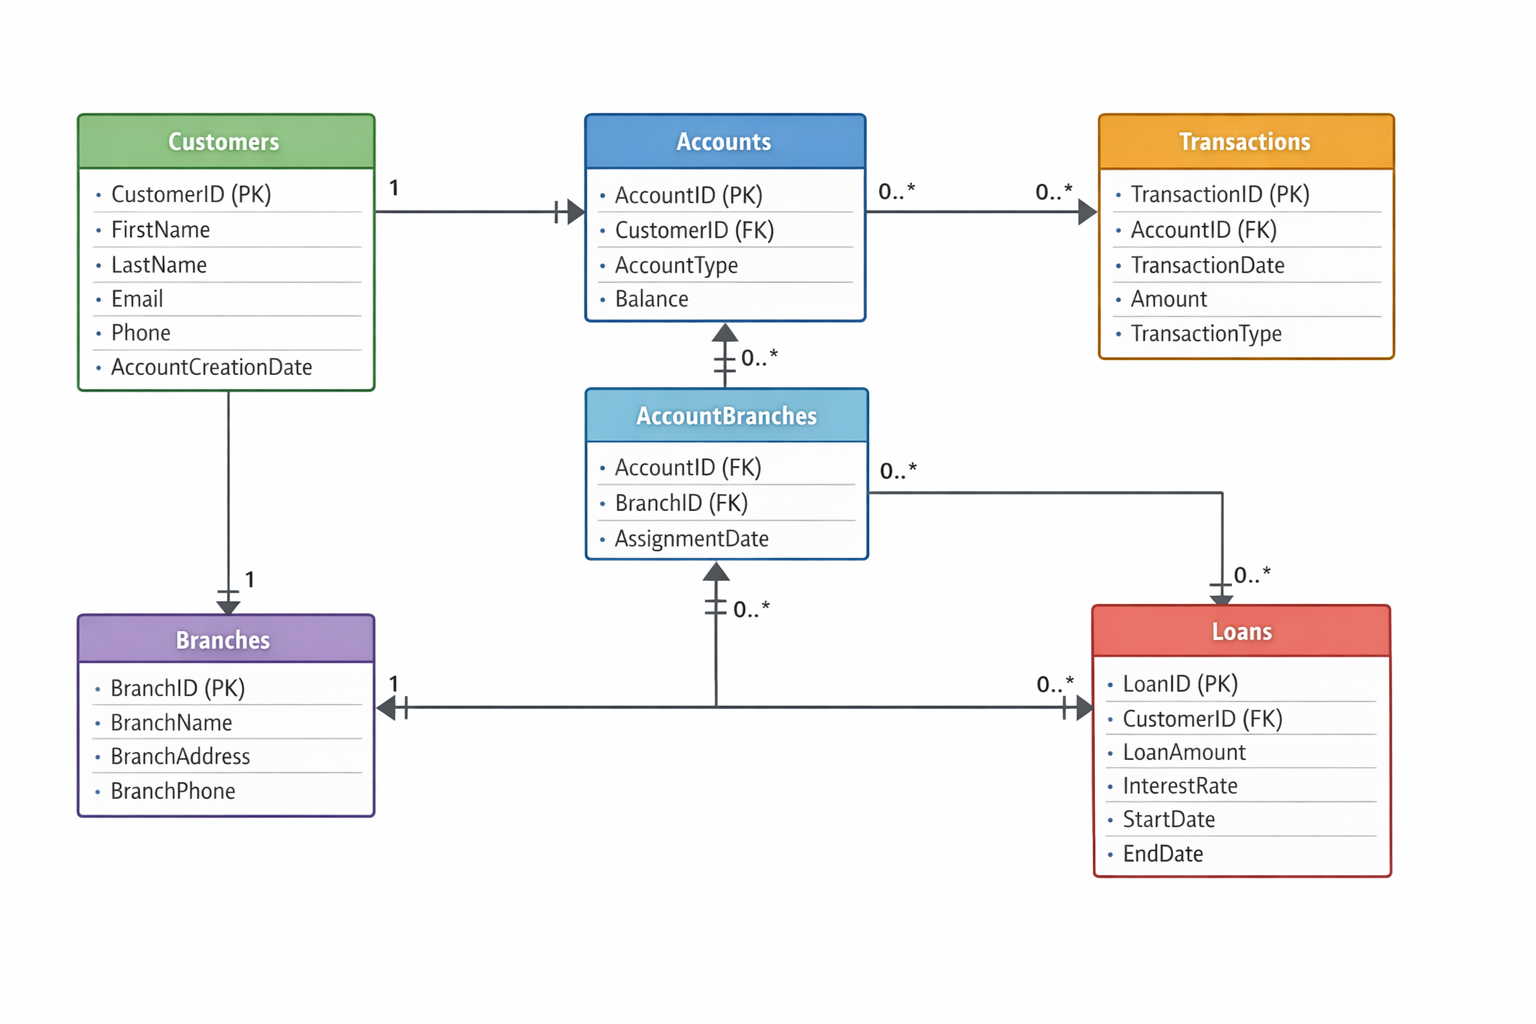 Customers
• CustomerID (PK)
• FirstName
• LastName
• Email
• Phone
• AccountCreationDate
1
Accounts
• AccountID (PK)
• CustomerID (FK)
• AccountType
• Balance
0..*
0..*
Transactions
• TransactionID (PK)
• AccountID (FK)
• TransactionDate
• Amount
• TransactionType
0..*
AccountBranches
• AccountID (FK)
• BranchID (FK)
• AssignmentDate
0..*
0..*
1
0..*
Branches
• BranchID (PK)
• BranchName
• BranchAddress
• BranchPhone
1
0..*
Loans
• LoanID (PK)
• CustomerID (FK)
• LoanAmount
• InterestRate
• StartDate
• EndDate